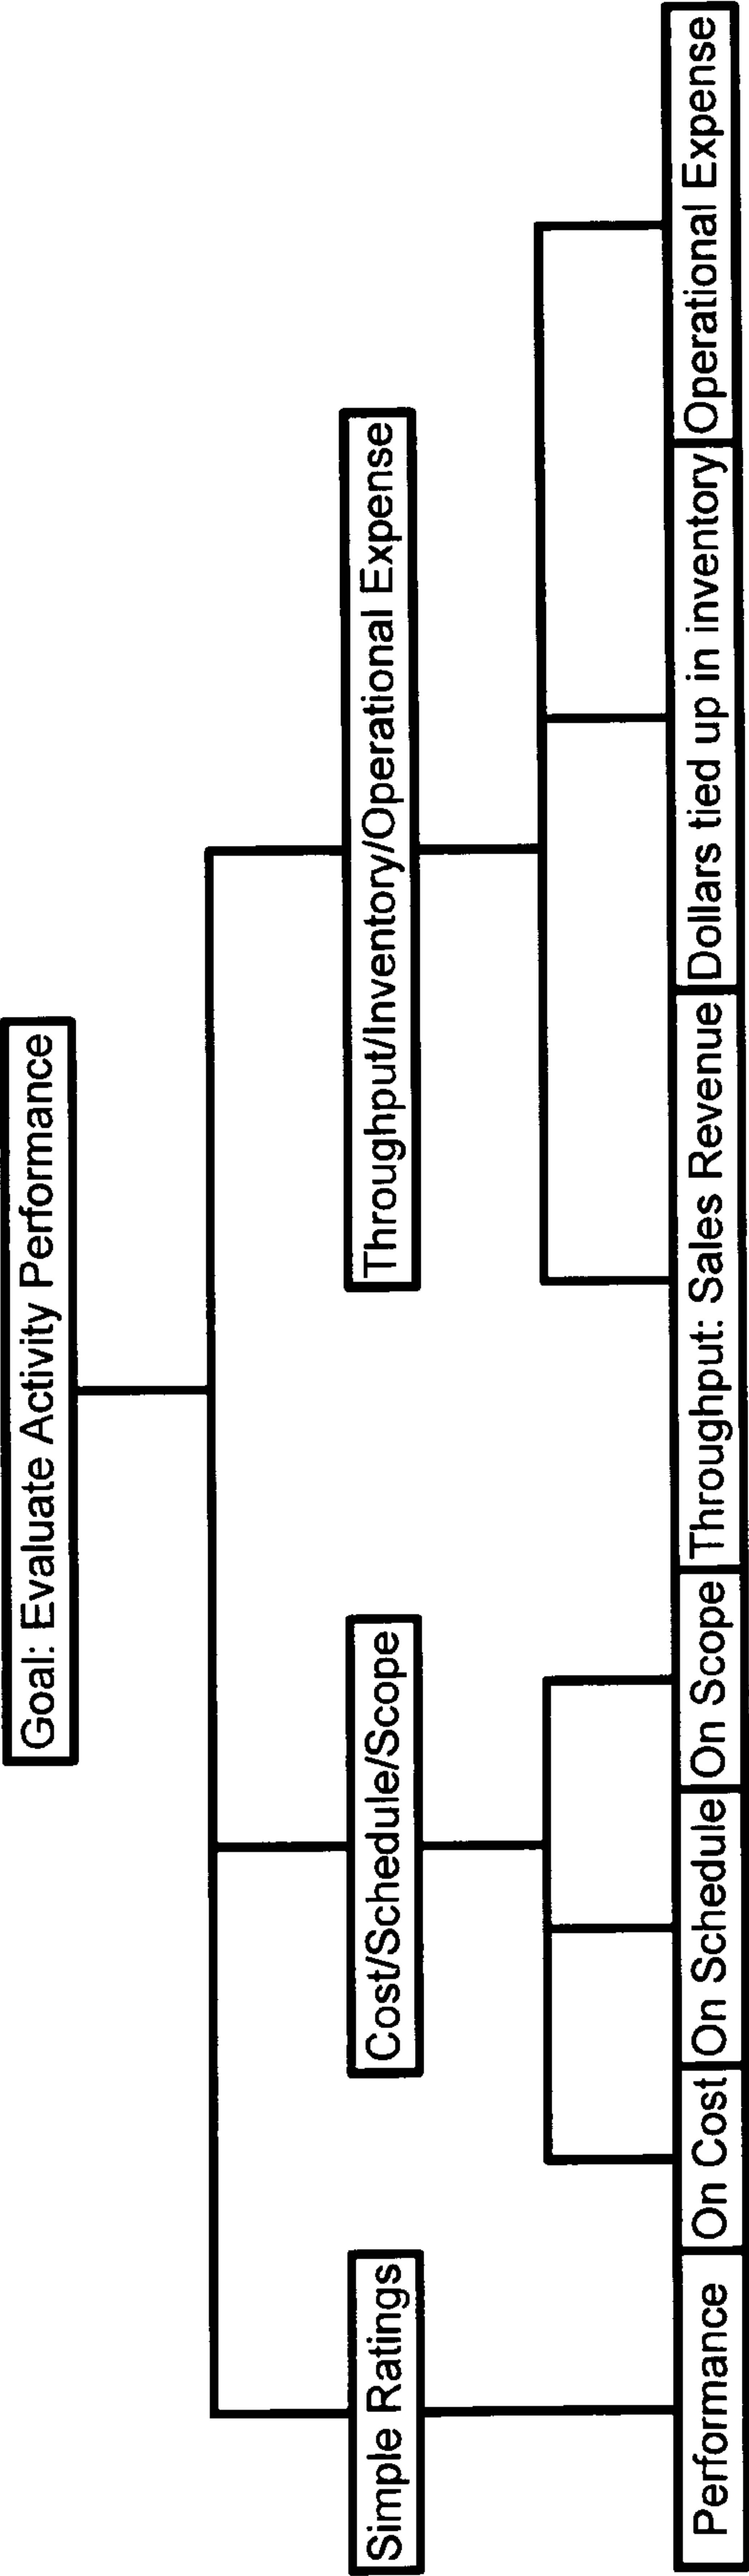 Goal: Evaluate Activity Performance
Simple Ratings
Cost/Schedule/Scope
Throughput/Inventory/Operational Expense
Performance
On Cost
On Schedule
On Scope
Throughput: Sales Revenue
Dollars tied up in inventory
Operational Expense